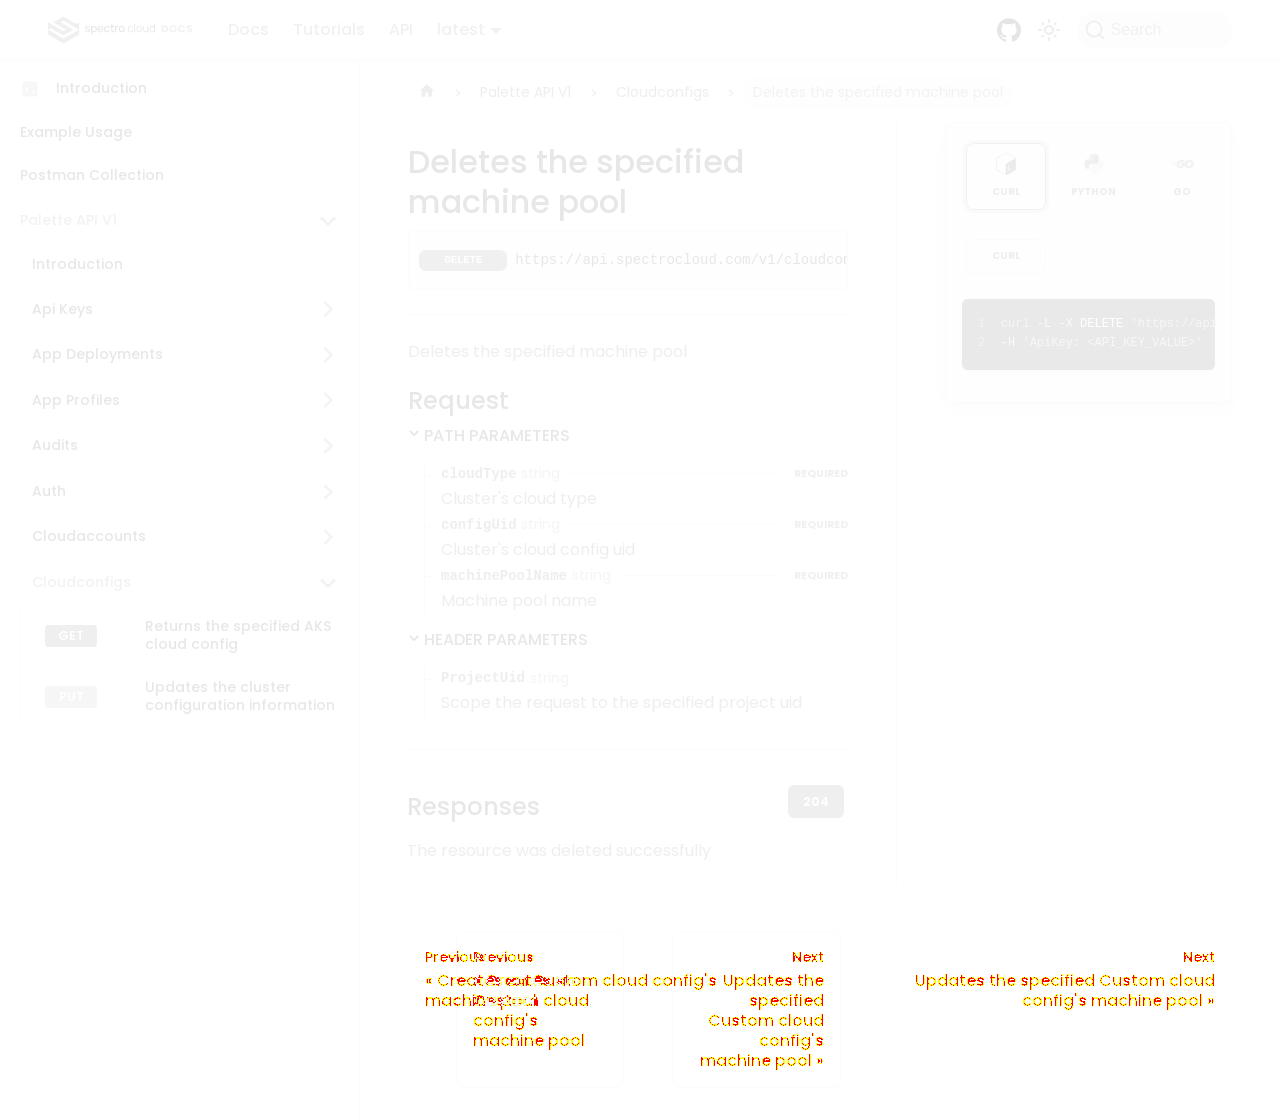 spectro cloud DOCS
Docs
Tutorials
API
latest
Search
Introduction
Example Usage
Postman Collection
Palette API V1
Introduction
Api Keys
App Deployments
App Profiles
Audits
Auth
Cloudaccounts
Cloudconfigs
GET
Returns the specified AKS
cloud config
PUT
Updates the cluster
configuration information
Palette API V1
Cloudconfigs
Deletes the specified machine pool
Deletes the specified
machine pool
DELETE
https://api.spectrocloud.com/v1/cloudcon
Deletes the specified machine pool
Request
PATH PARAMETERS
cloudType string
REQUIRED
Cluster's cloud type
configUid string
REQUIRED
Cluster's cloud config uid
machinePoolName string
REQUIRED
Machine pool name
HEADER PARAMETERS
ProjectUid string
Scope the request to the specified project uid
Responses
204
The resource was deleted successfully
CURL
PYTHON
GO
CURL
1 curl -L -X DELETE 'https://api
2 -H 'ApiKey: <API_KEY_VALUE>'
Previous
Previous
Custom cloud config's
cloud
config's
machine pool
Next
Updates the
specified
Custom cloud
config's
machine pool »
Next
Updates the specified Custom cloud
config's machine pool »